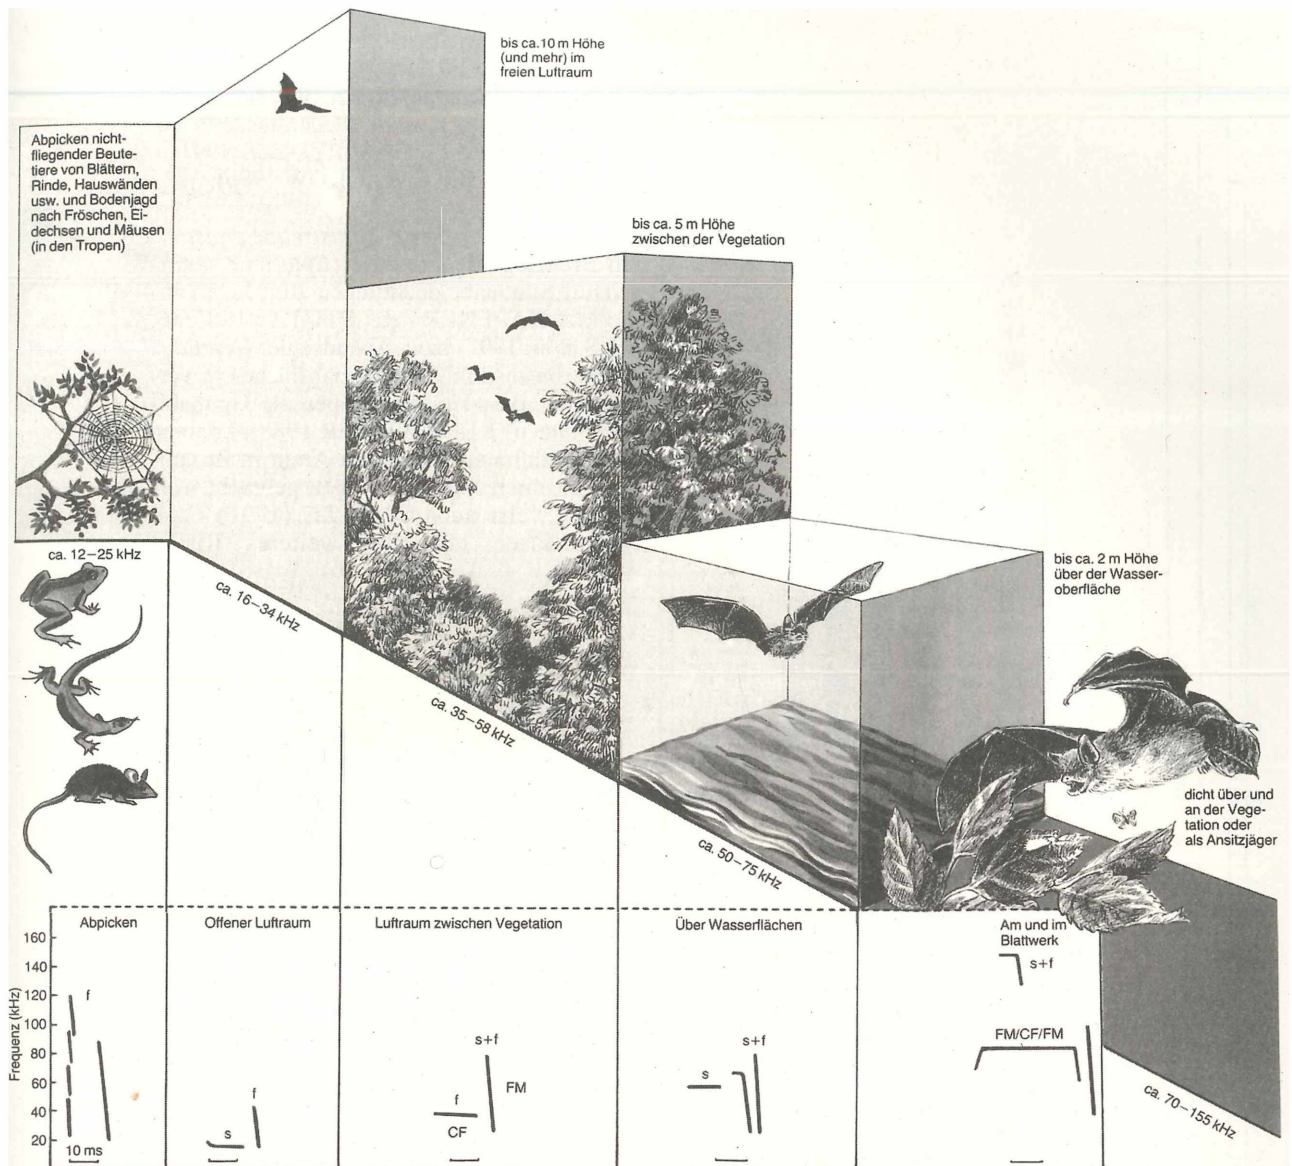 bis ca.10 m Höhe
(und mehr) im
freien Luftraum
Abpicken nicht-
fliegender Beute-
tiere von Blättern,
Rinde, Hauswänden
usw. und Bodenjagd
nach Fröschen, Ei-
dechsen und Mäusen
(in den Tropen)
bis ca. 5 m Höhe
zwischen der Vegetation
bis ca. 2 m Höhe
über der Wasser-
oberfläche
dicht über und
an der Vege-
tation oder
als Ansitzjäger
ca. 12–25 kHz
ca. 16–34 kHz
ca. 35–58 kHz
ca. 50–75 kHz
ca. 70–155 kHz
Abpicken
Offener Luftraum
Luftraum zwischen Vegetation
Über Wasserflächen
Am und im
Blattwerk
Frequenz (kHz)
160
140
120
100
80
60
40
20
f
10 ms
s
f
f
CF
s+f
FM
s
s+f
s+f
FM/CF/FM